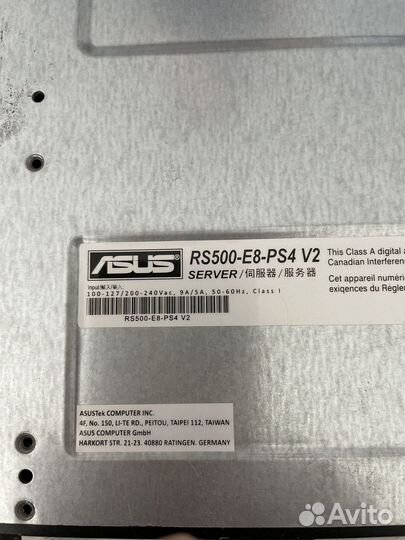 ASUS
RS500-E8-PS4 V2
SERVER/伺服器/服务器
This Class A digital a
Canadian Interferen
Cet appareil numéri
exigences du Règle
Input/輸入/输入:
100-127/200-240Vac, 9A/5A, 50-60Hz, Class I
RS500-E8-PS4 V2
ASUSTek COMPUTER INC.
4F, No. 150, LI-TE RD., PEITOU, TAIPEI 112, TAIWAN
ASUS COMPUTER GmbH
HARKORT STR. 21-23. 40880 RATINGEN. GERMANY
Avito